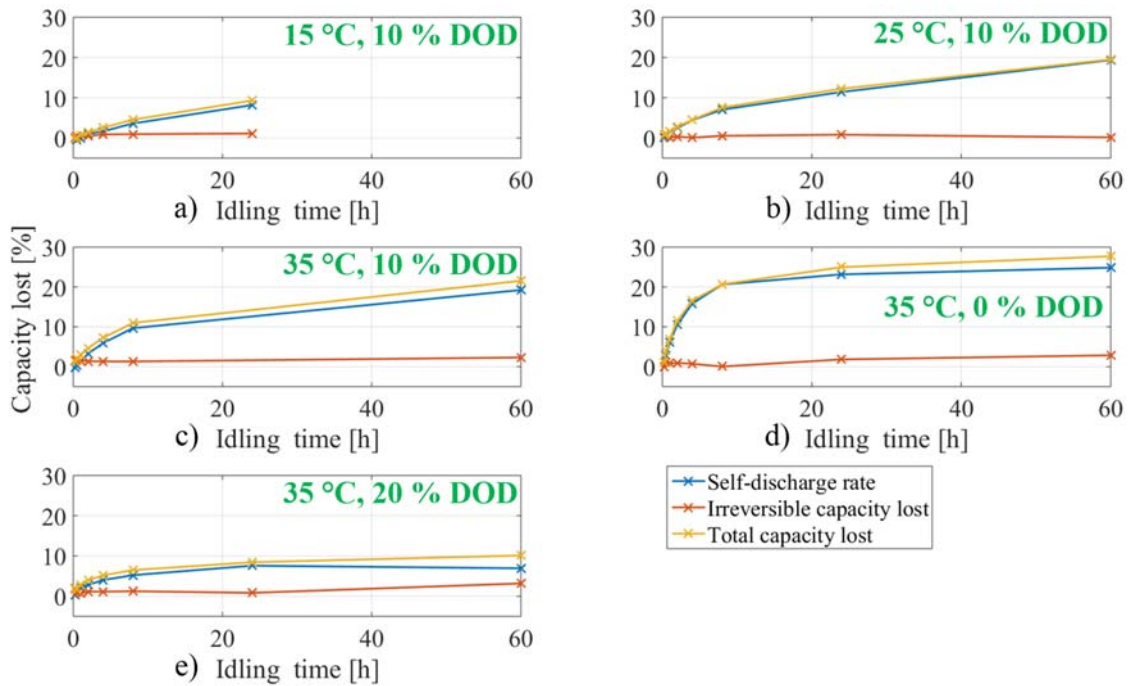 30
20
10
0
15 °C, 10 % DOD
0 20 40 60
a) Idling time [h]
30
20
10
0
25 °C, 10 % DOD
0 20 40 60
b) Idling time [h]
Capacity lost [%]
30
20
10
0
35 °C, 10 % DOD
0 20 40 60
c) Idling time [h]
30
20
10
0
35 °C, 0 % DOD
0 20 40 60
d) Idling time [h]
30
20
10
0
35 °C, 20 % DOD
0 20 40 60
e) Idling time [h]
Self-discharge rate
Irreversible capacity lost
Total capacity lost